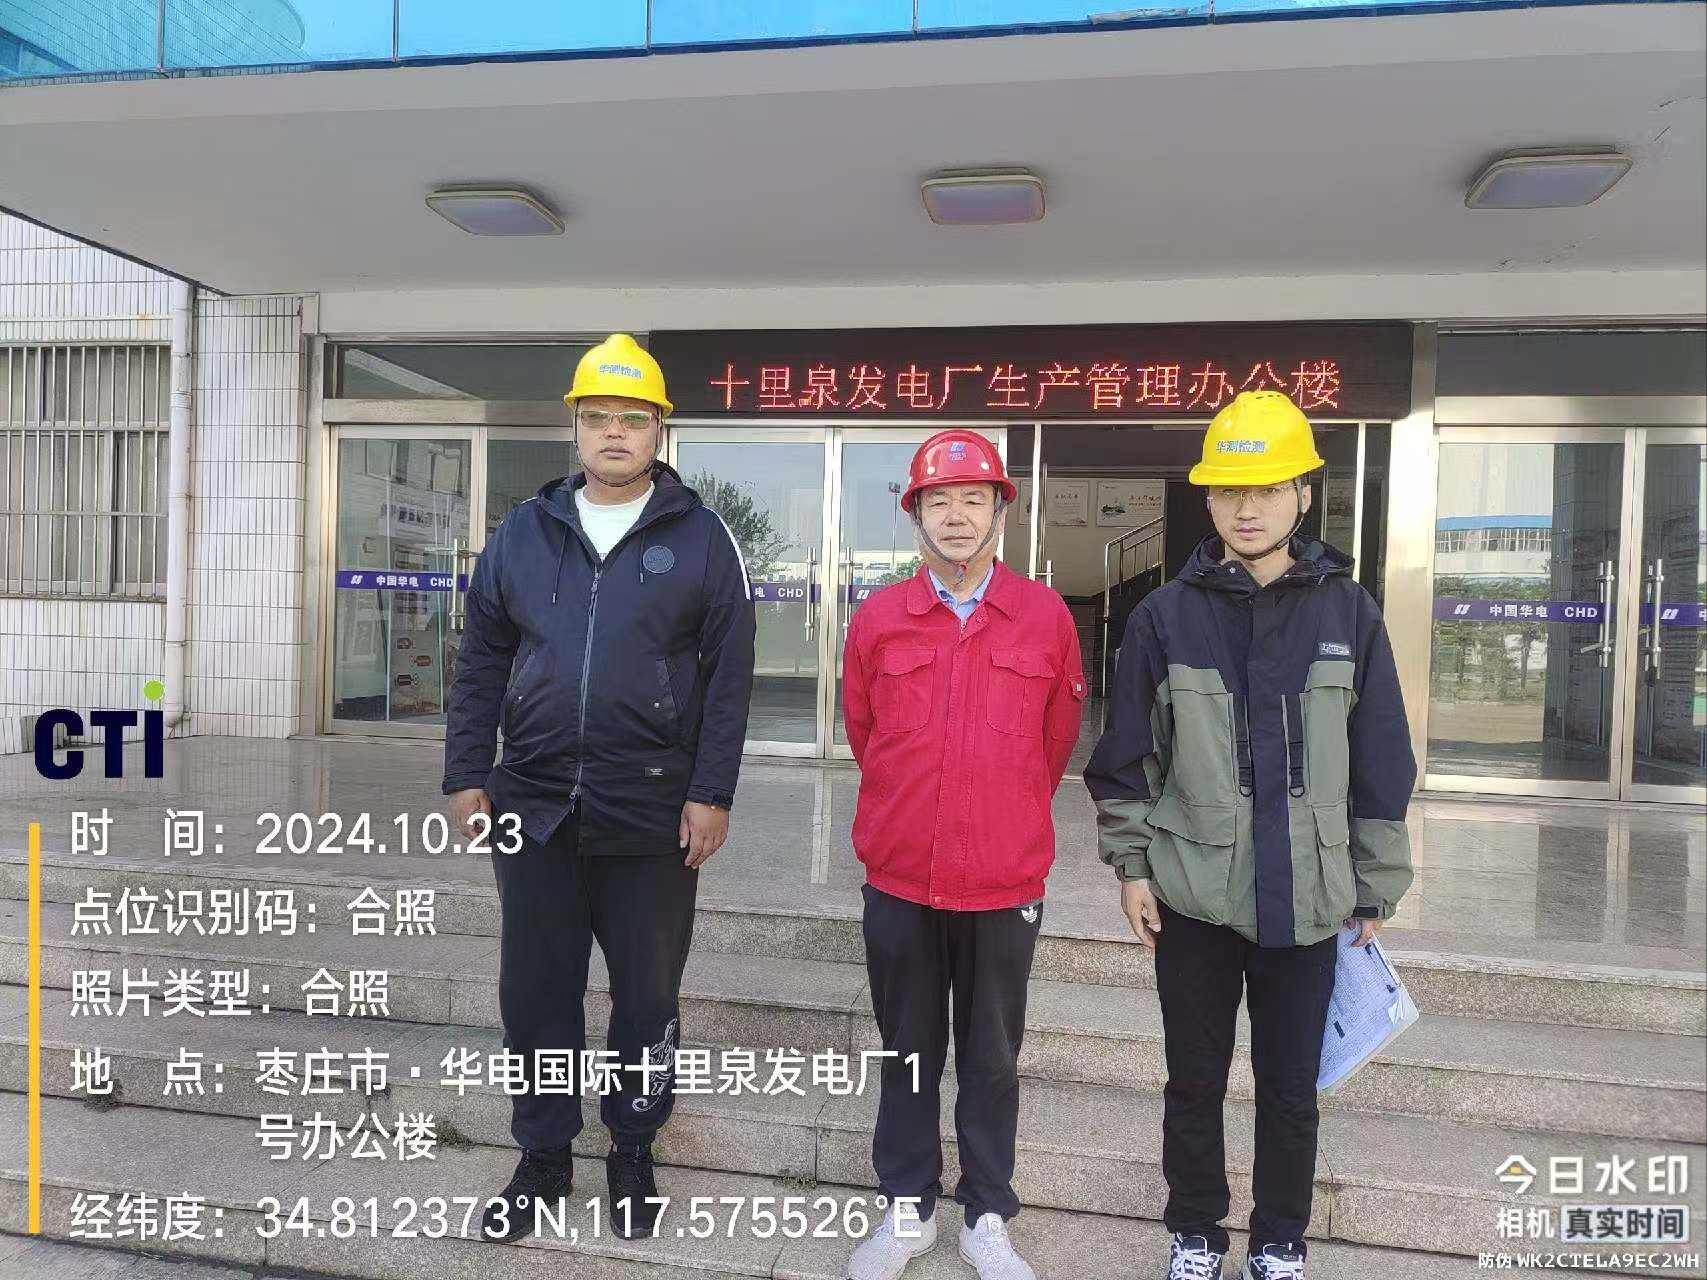 华测检测
十里泉发电厂生产管理办公楼
华测检测
中国华电 CHD
电 CHD
中国华电 CHD
中
CTI
时 间：2024.10.23
点位识别码：合照
照片类型：合照
地 点：枣庄市·华电国际十里泉发电厂1
号办公楼
经纬度：34.812373°N,117.575526°E
今日水印
相机 真实时间
防伪 WK2CTELA9EC2WH